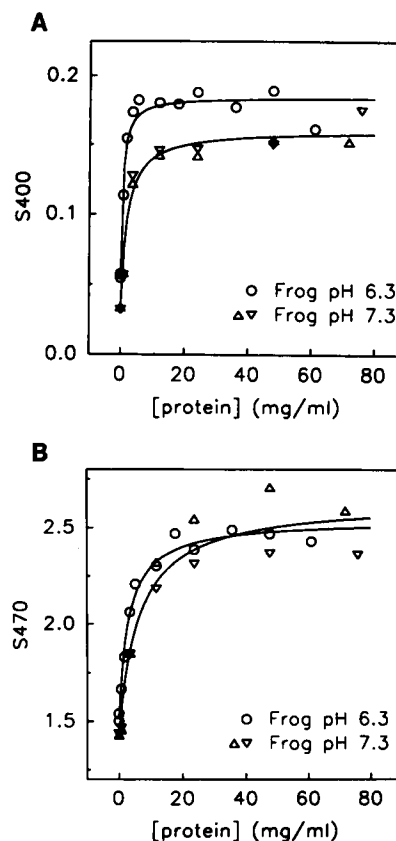 A
0.2
0.1
0.0
S400
○ Frog pH 6.3
△ ▽ Frog pH 7.3
0 20 40 60 80
[protein] (mg/ml)
B
2.5
2.0
1.5
S470
○ Frog pH 6.3
△ ▽ Frog pH 7.3
0 20 40 60 80
[protein] (mg/ml)